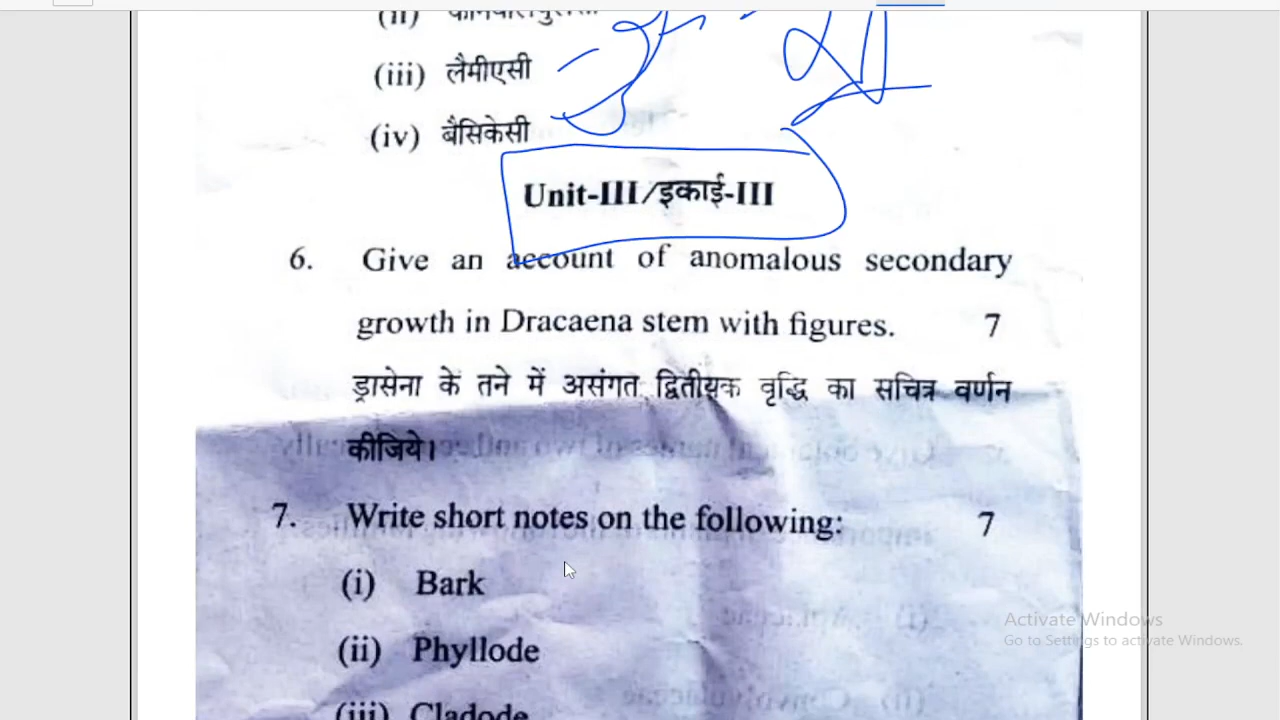 (iii) लैमीएसी
(iv) बैसिकेसी
Unit-III/इकाई-III
6. Give an account of anomalous secondary
growth in Dracaena stem with figures. 7
ड्रासेना के तने में असंगत द्वितीयक वृद्धि का सचित्र वर्णन
कीजिये।
7. Write short notes on the following: 7
(i) Bark
(ii) Phyllode
(iii) Cladode
Activate Windows
Go to Settings to activate Windows.